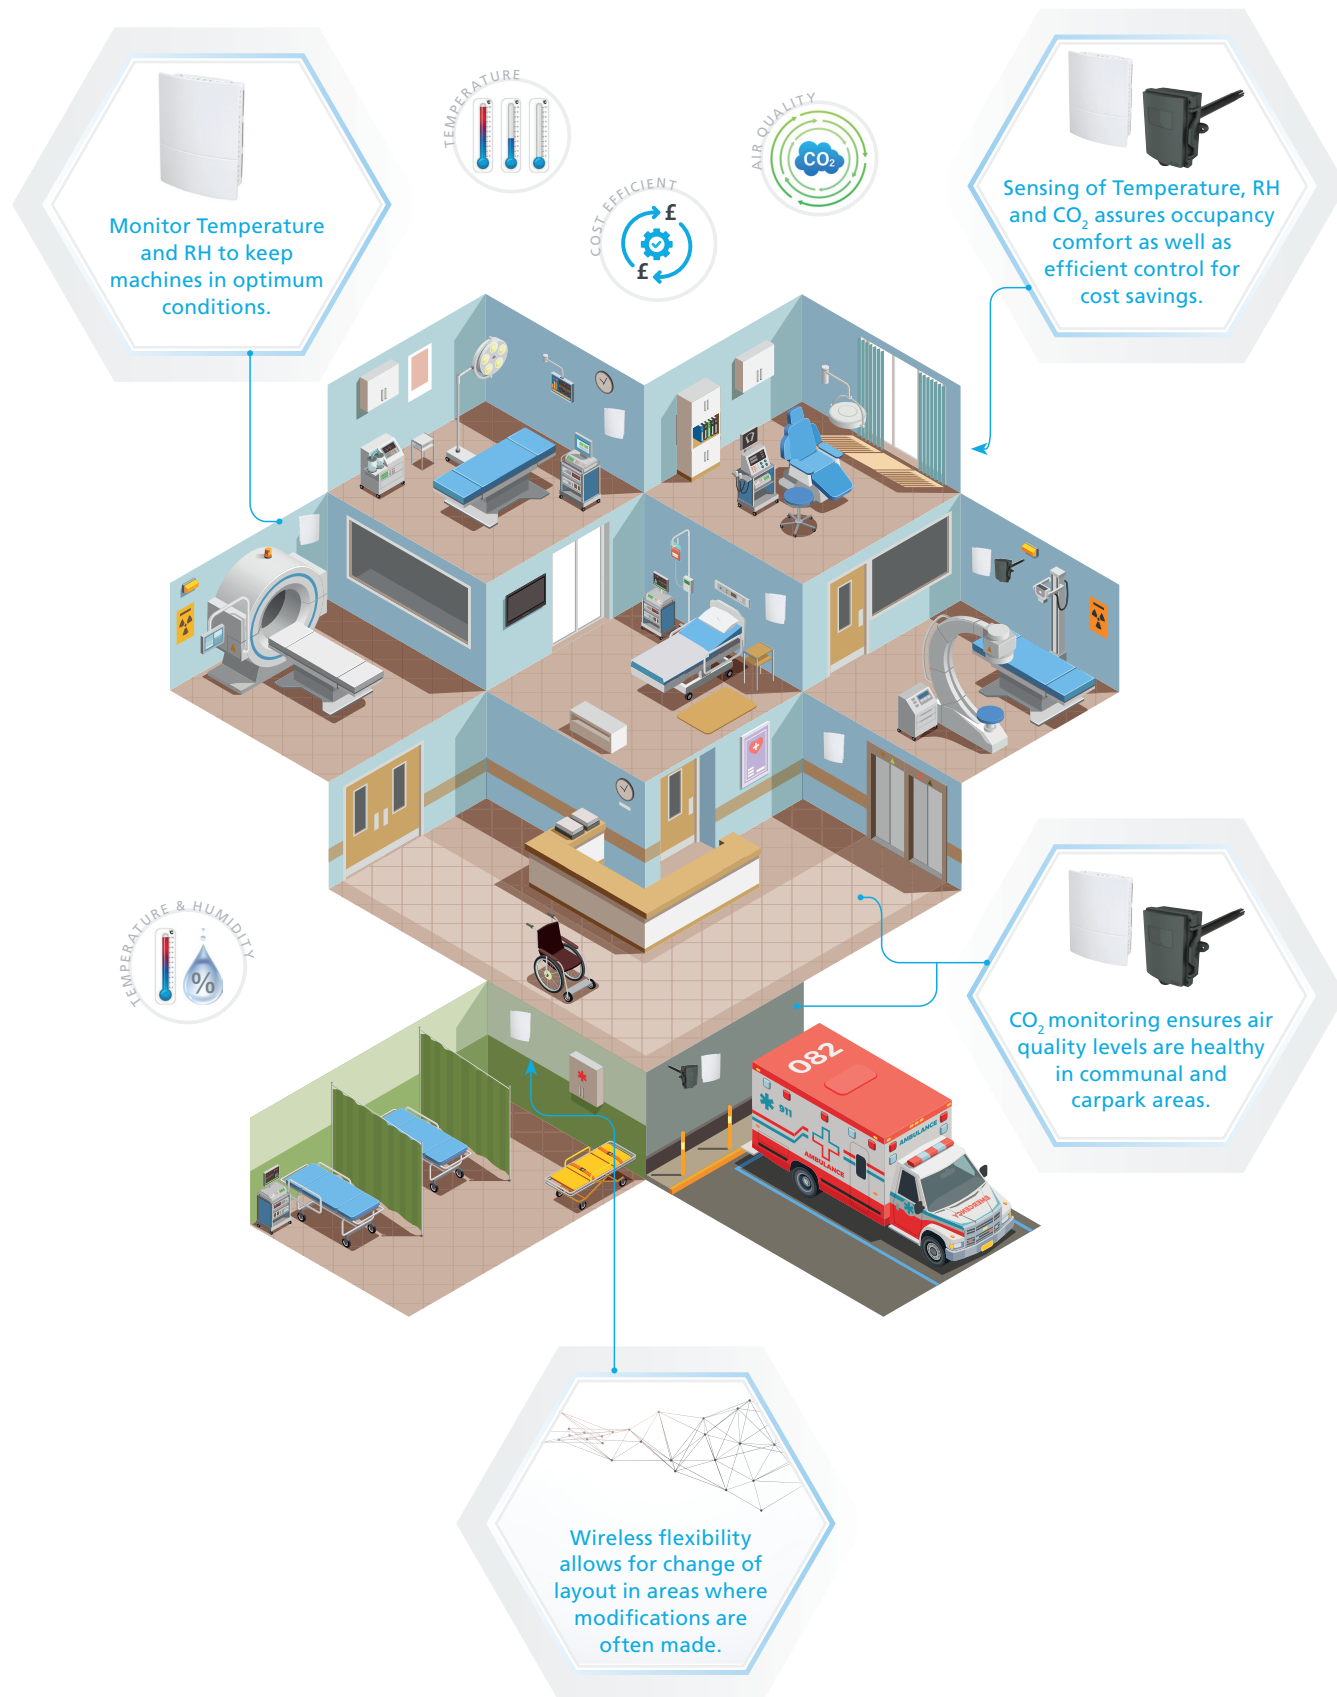 TEMPERATURE
AIR QUALITY
CO2
COST EFFICIENT
£
£
Monitor Temperature
and RH to keep
machines in optimum
conditions.
Sensing of Temperature, RH
and CO2 assures occupancy
comfort as well as
efficient control for
cost savings.
TEMPERATURE & HUMIDITY
%
CO2 monitoring ensures air
quality levels are healthy
in communal and
carpark areas.
082
911
AMBULANCE
AMBULANCE
EMERGENCY
Wireless flexibility
allows for change of
layout in areas where
modifications are
often made.